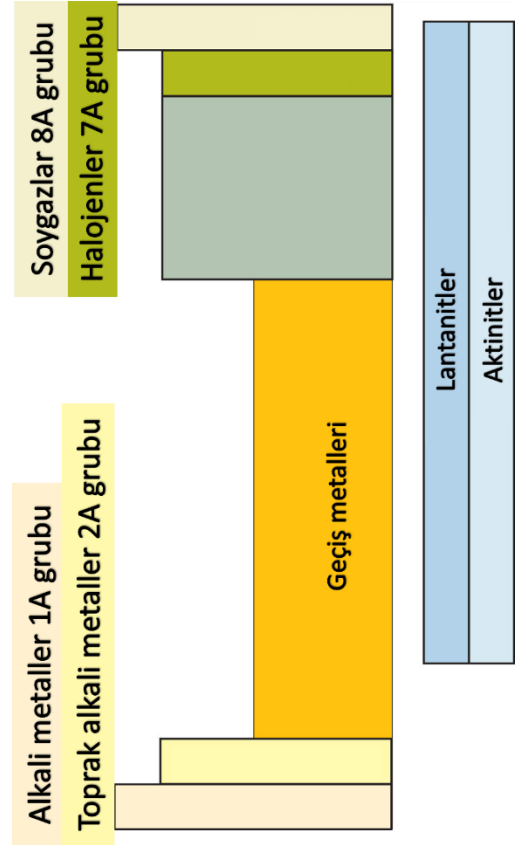 Alkali metaller 1A grubu
Toprak alkali metaller 2A grubu
Soygazlar 8A grubu
Halojenler 7A grubu
Geçiş metalleri
Lantanitler
Aktinitler